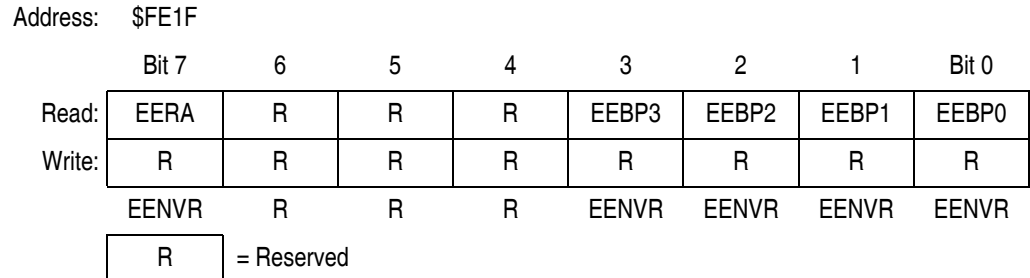 Address: $FE1F
Bit 7 6 5 4 3 2 1 Bit 0
Read: EERA R R R EEBP3 EEBP2 EEBP1 EEBP0
Write: R R R R R R R R
EENVR R R R EENVR EENVR EENVR EENVR
R = Reserved